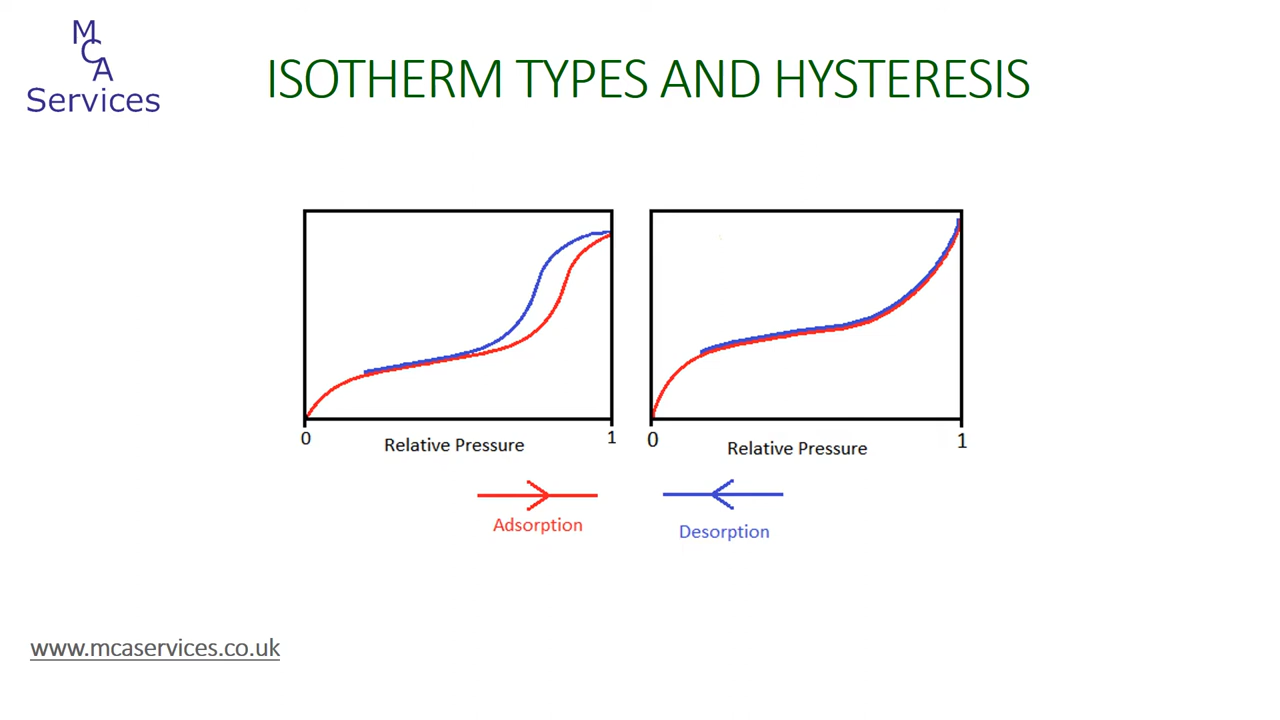 M
C
A
Services
ISOTHERM TYPES AND HYSTERESIS
0
Relative Pressure
1
0
Relative Pressure
1
Adsorption
Desorption
www.mcaservices.co.uk